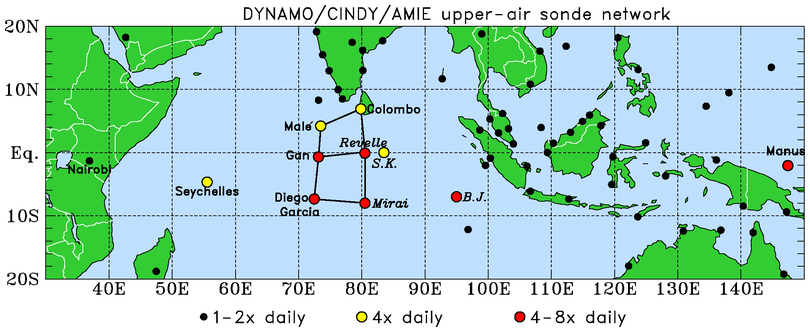 DYNAMO/CINDY/AMIE upper-air sonde network
20N
10N
Colombo
Malé
Revelle
Eq.
Gan
S.K.
Manus
Nairobi
Seychelles
Diego
Garcia
Mirai
B.J.
10S
20S
40E 50E 60E 70E 80E 90E 100E 110E 120E 130E 140E
1-2x daily 4x daily 4-8x daily